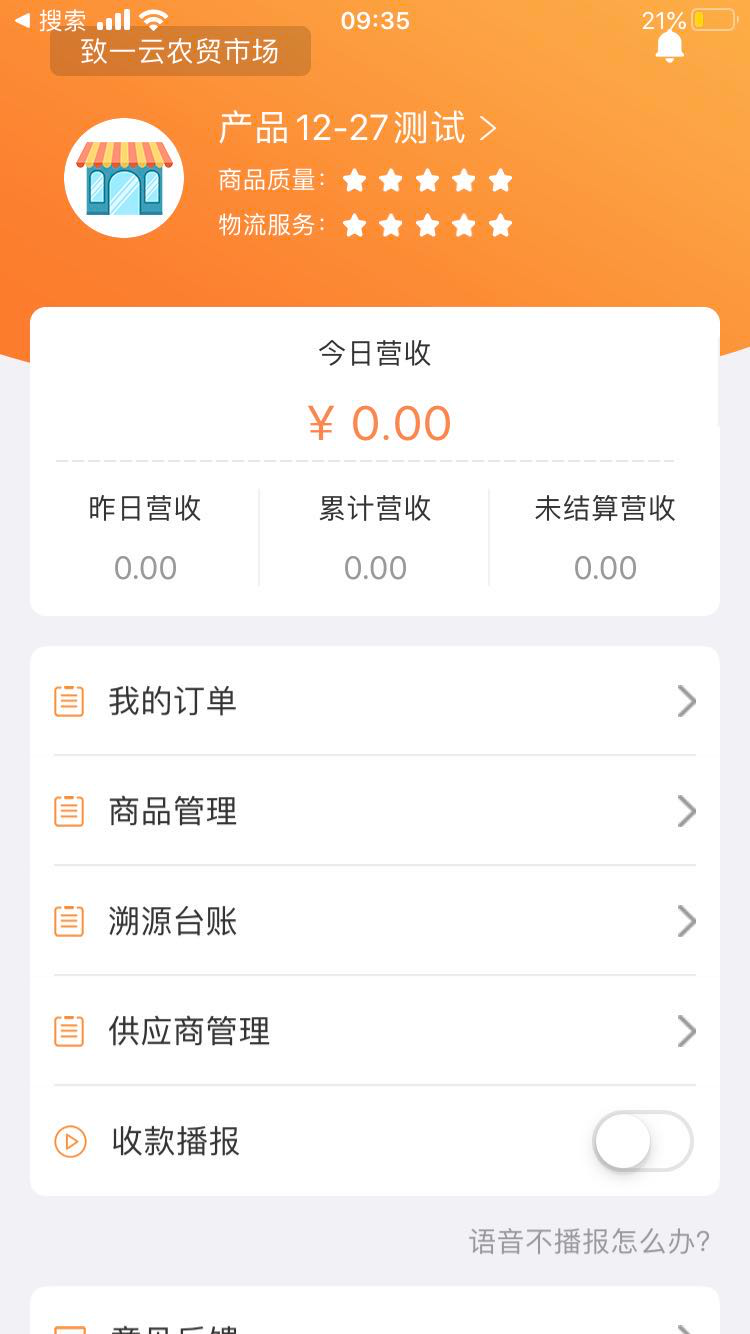 搜索 09:35 21%
致一云农贸市场
产品12-27测试
商品质量：
物流服务：
今日营收
¥ 0.00
昨日营收 累计营收 未结算营收
0.00 0.00 0.00
我的订单
商品管理
溯源台账
供应商管理
收款播报
语音不播报怎么办?
意见反馈